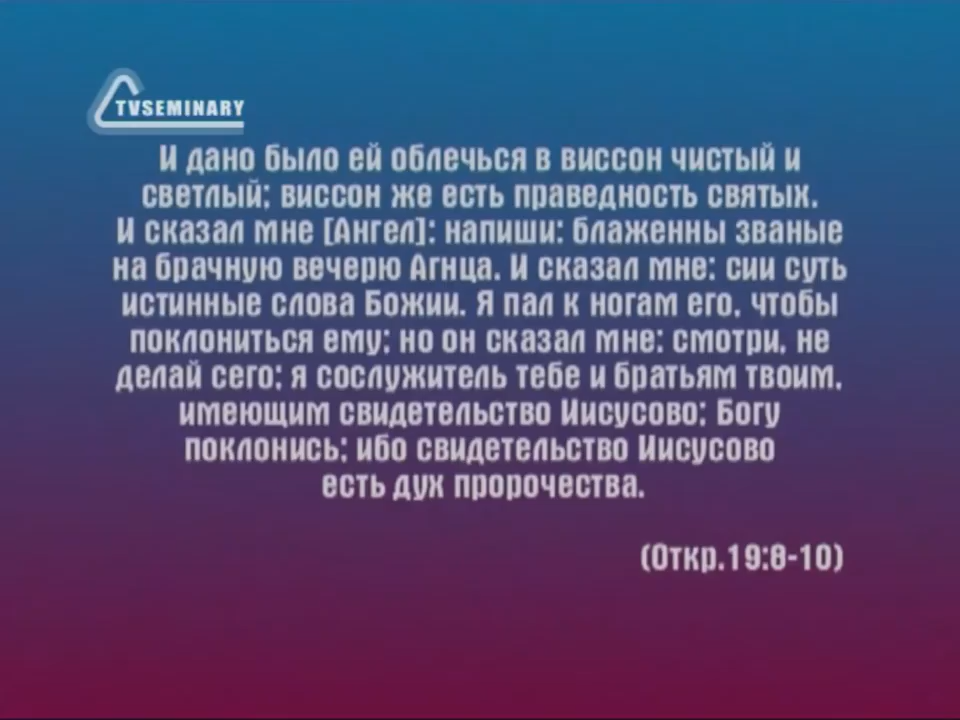 TVSEMINARY
И дано было ей облечься в виссон чистый и
светлый; виссон же есть праведность святых.
И сказал мне [Ангел]: напиши: блаженны званые
на брачную вечерю Агнца. И сказал мне: сии суть
истинные слова Божии. Я пал к ногам его, чтобы
поклониться ему; но он сказал мне: смотри, не
делай сего; я сослужитель тебе и братьям твоим,
имеющим свидетельство Иисусово; Богу
поклонись; ибо свидетельство Иисусово
есть дух пророчества.
(Откр.19:8-10)